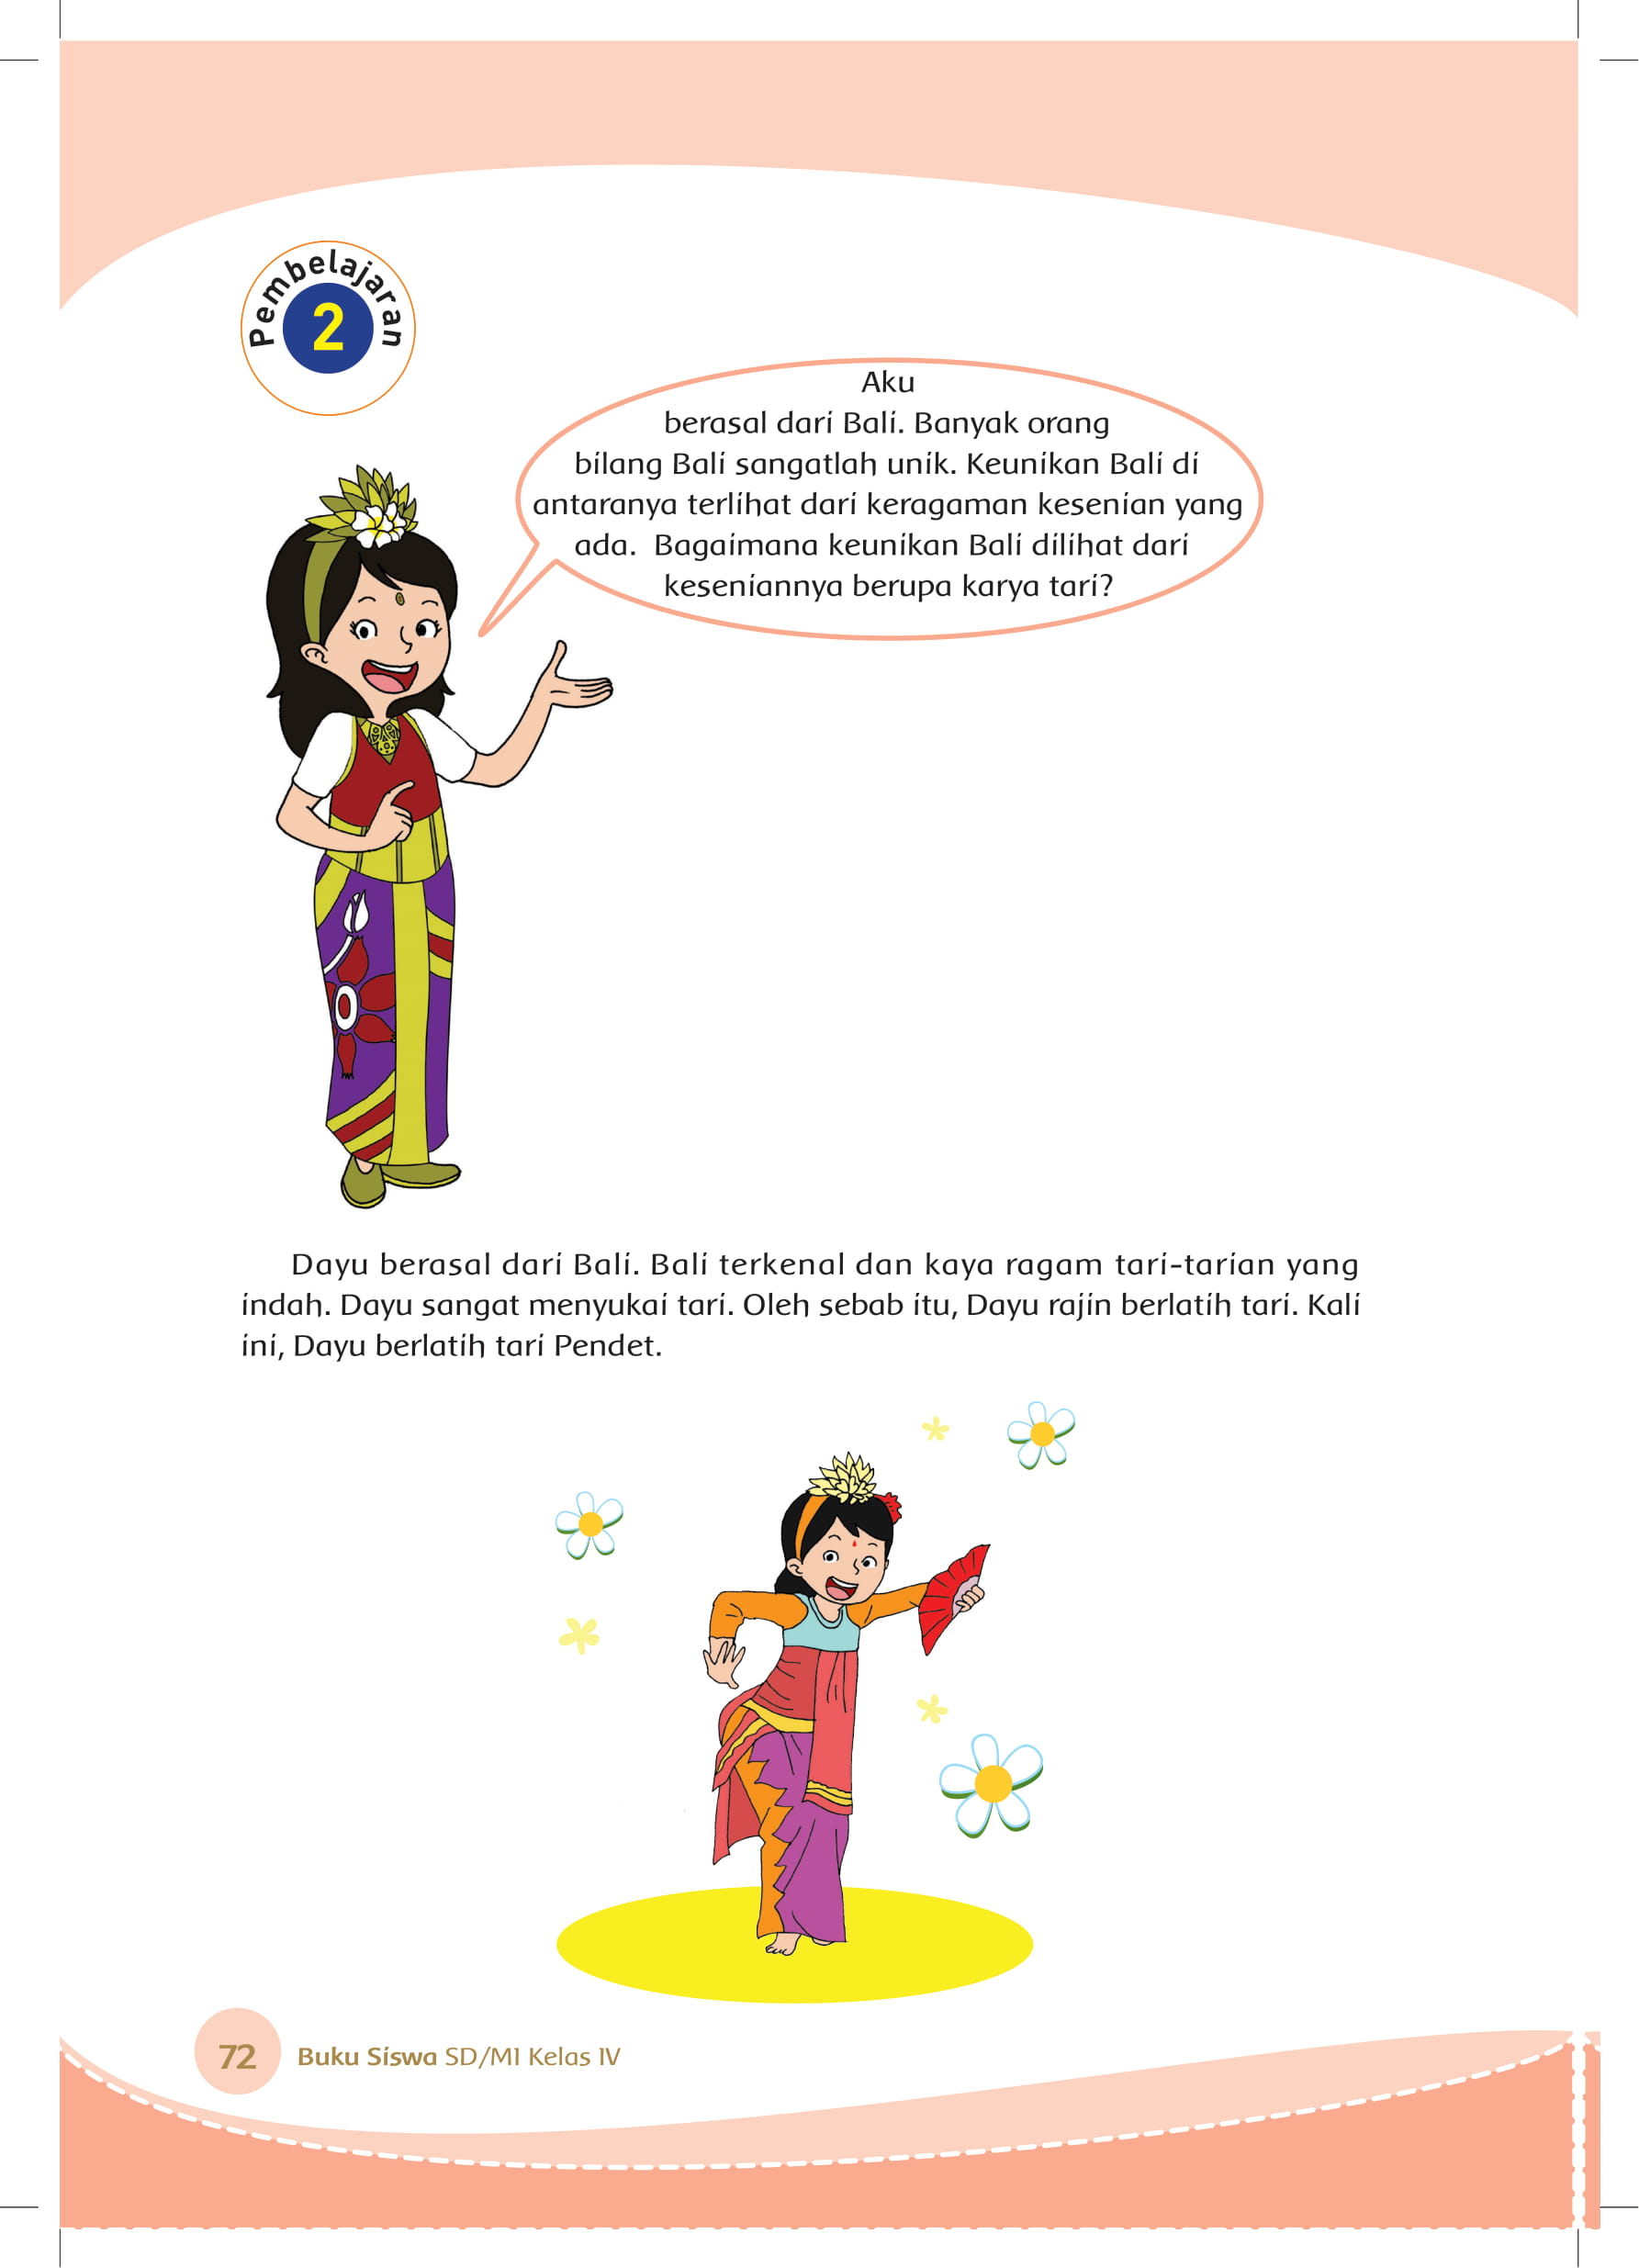 Pembelajaran
2
Aku
berasal dari Bali. Banyak orang
bilang Bali sangatlah unik. Keunikan Bali di
antaranya terlihat dari keragaman kesenian yang
ada.  Bagaimana keunikan Bali dilihat dari
keseniannya berupa karya tari?
Dayu berasal dari Bali. Bali terkenal dan kaya ragam tari-tarian yang
indah. Dayu sangat menyukai tari. Oleh sebab itu, Dayu rajin berlatih tari. Kali
ini, Dayu berlatih tari Pendet.
72 Buku Siswa SD/MI Kelas IV